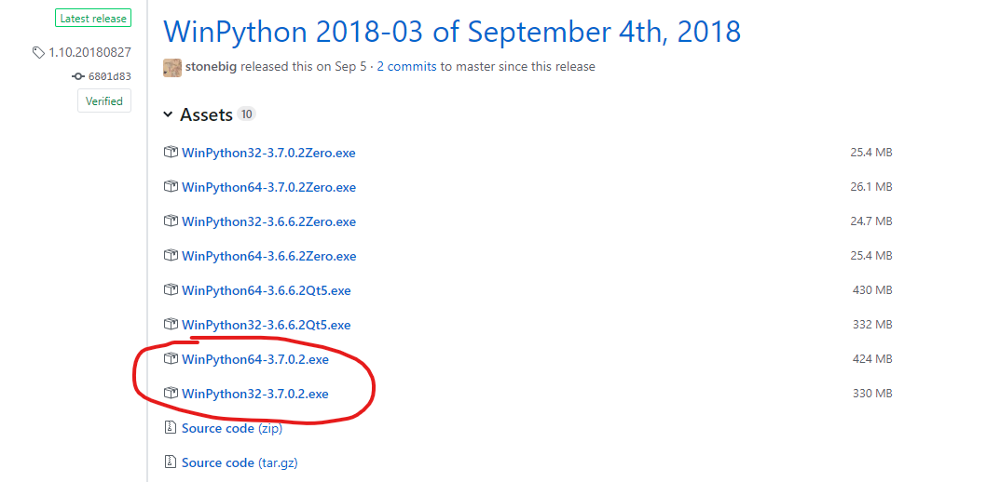 Latest release
1.10.20180827
6801d83
Verified
WinPython 2018-03 of September 4th, 2018
stonebig released this on Sep 5 · 2 commits to master since this release
Assets 10
WinPython32-3.7.0.2Zero.exe 25.4 MB
WinPython64-3.7.0.2Zero.exe 26.1 MB
WinPython32-3.6.6.2Zero.exe 24.7 MB
WinPython64-3.6.6.2Zero.exe 25.4 MB
WinPython64-3.6.6.2Qt5.exe 430 MB
WinPython32-3.6.6.2Qt5.exe 332 MB
WinPython64-3.7.0.2.exe 424 MB
WinPython32-3.7.0.2.exe 330 MB
Source code (zip)
Source code (tar.gz)